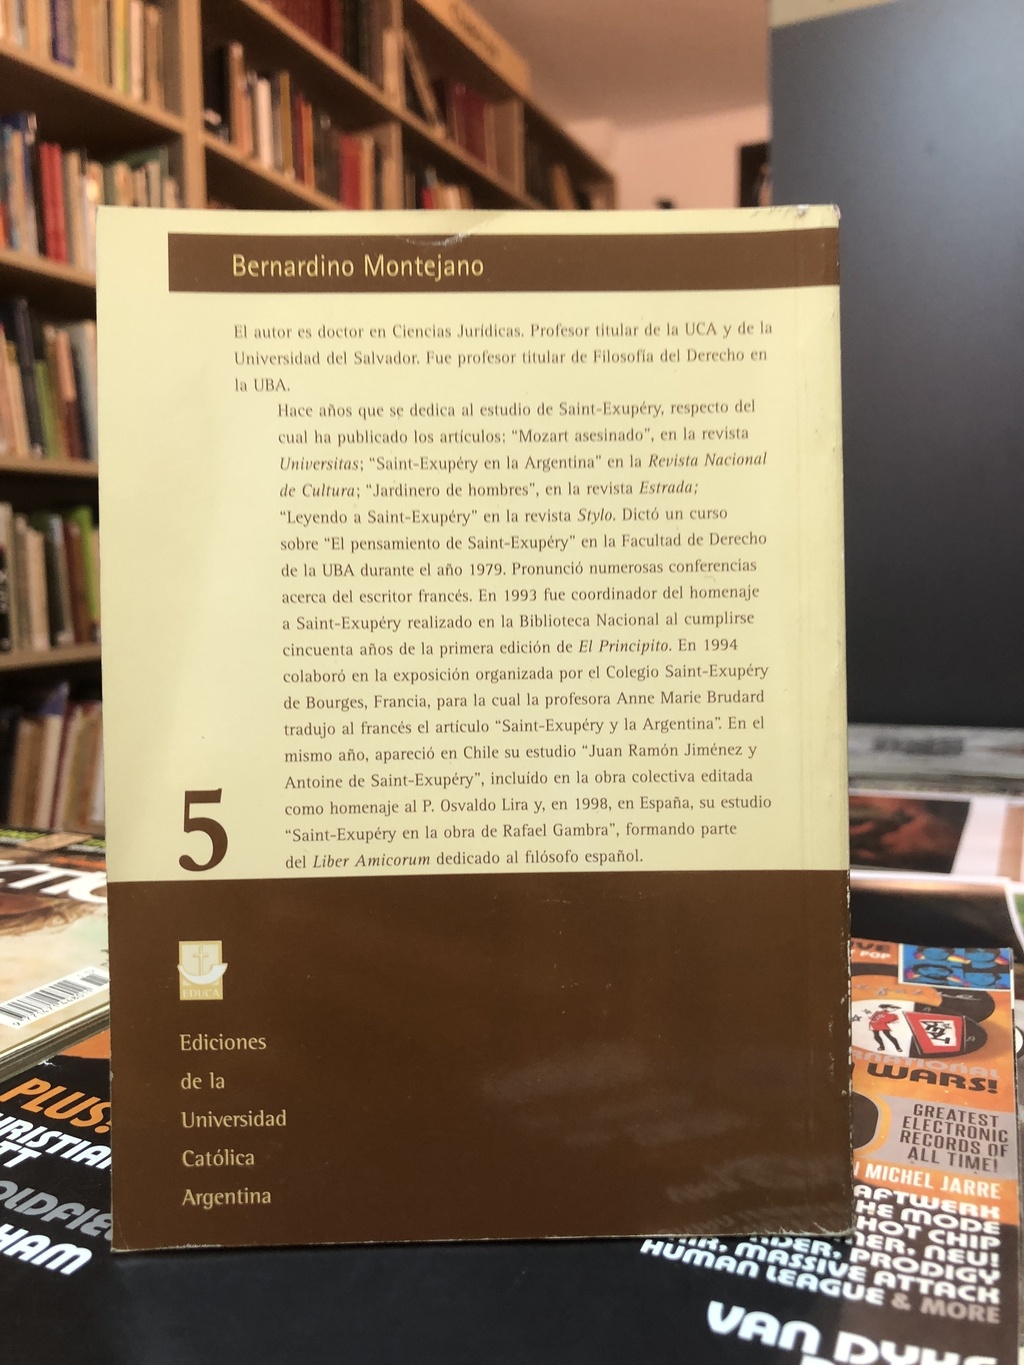 Bernardino Montejano
El autor es doctor en Ciencias Jurídicas. Profesor titular de la UCA y de la
Universidad del Salvador. Fue profesor titular de Filosofía del Derecho en
la UBA.
Hace años que se dedica al estudio de Saint-Exupéry, respecto del
cual ha publicado los artículos: “Mozart asesinado”, en la revista
Universitas; “Saint-Exupéry en la Argentina” en la Revista Nacional
de Cultura; “Jardinero de hombres”, en la revista Estrada;
“Leyendo a Saint-Exupéry” en la revista Stylo. Dictó un curso
sobre “El pensamiento de Saint-Exupéry” en la Facultad de Derecho
de la UBA durante el año 1979. Pronunció numerosas conferencias
acerca del escritor francés. En 1993 fue coordinador del homenaje
a Saint-Exupéry realizado en la Biblioteca Nacional al cumplirse
cincuenta años de la primera edición de El Principito. En 1994
colaboró en la exposición organizada por el Colegio Saint-Exupéry
de Bourges, Francia, para la cual la profesora Anne Marie Brudard
tradujo al francés el artículo “Saint-Exupéry y la Argentina”. En el
mismo año, apareció en Chile su estudio “Juan Ramón Jiménez y
Antoine de Saint-Exupéry”, incluído en la obra colectiva editada
como homenaje al P. Osvaldo Lira y, en 1998, en España, su estudio
“Saint-Exupéry en la obra de Rafael Gambra”, formando parte
del Liber Amicorum dedicado al filósofo español.
5
EDUCA
Ediciones
de la
Universidad
Católica
Argentina
PLUS!
HAM
POP
WARS!
GREATEST
ELECTRONIC
RECORDS OF
ALL TIME!
MICHEL JARRE
AFTWERK
HE MODE
HOT CHIP
NEU!
PRODIGY
MASSIVE ATTACK
HUMAN LEAGUE & MORE
VAN DYKE